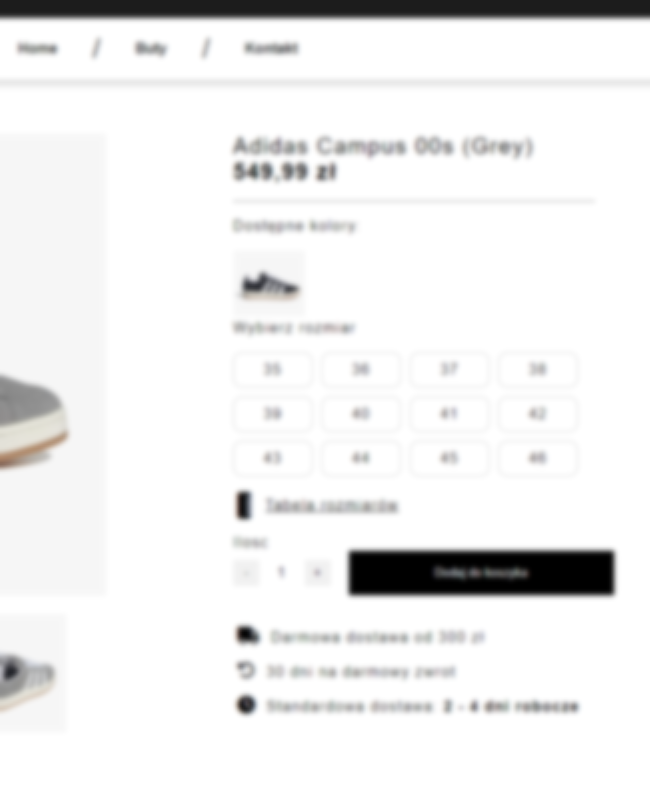 Home / Buty / Kontakt
Adidas Campus 00s (Grey)
549,99 zł
Dostępne kolory:
Wybierz rozmiar
35 36 37 38
39 40 41 42
43 44 45 46
Tabela rozmiarów
Ilość
- 1 + Dodaj do koszyka
Darmowa dostawa od 300 zł
30 dni na darmowy zwrot
Standardowa dostawa: 2 - 4 dni robocze